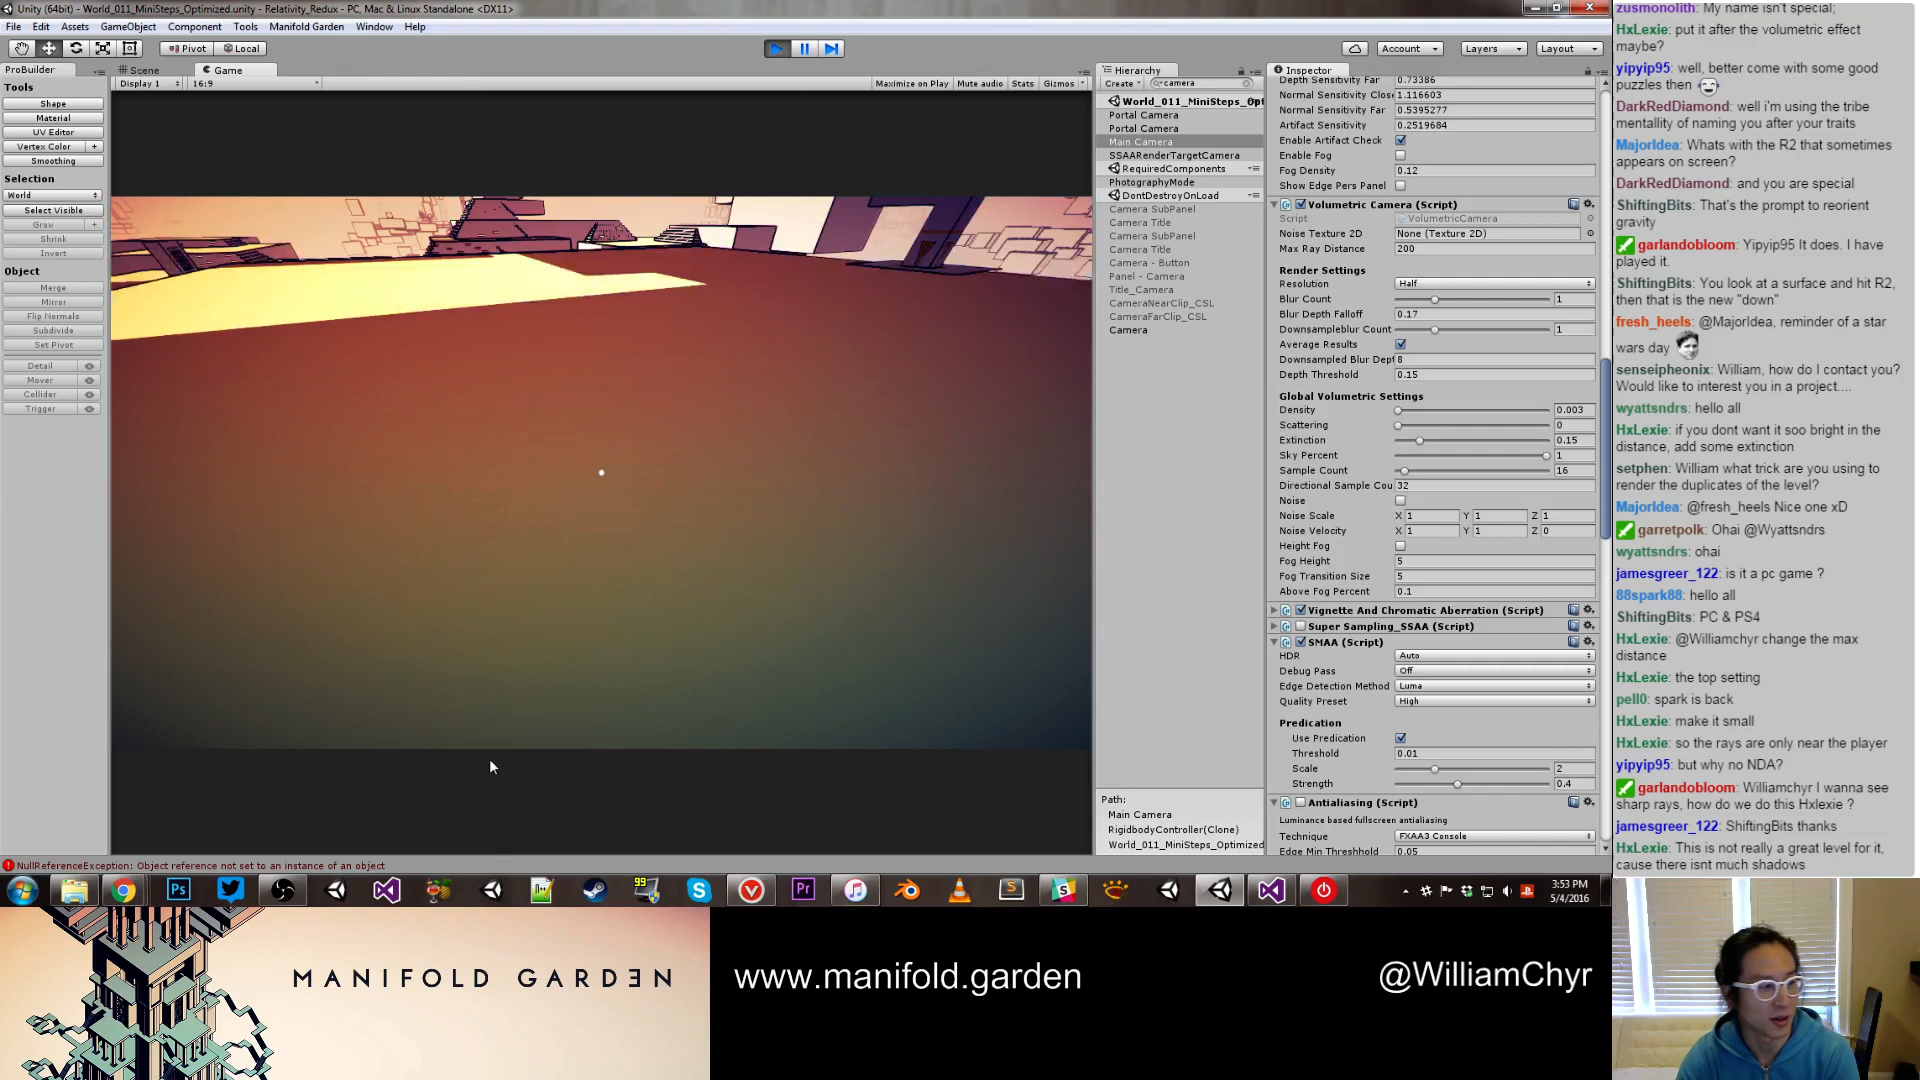 Unity (64bit) - World_011_MiniSteps_Optimized.unity - Relativity_Redux - PC, Mac & Linux Standalone <DX11>
File Edit Assets GameObject Component Tools Manifold Garden Window Help
Pivot Local Account Layers Layout
ProBuilder
Tools
Shape
Material
UV Editor
Vertex Color +
Smoothing
Selection
World
Select Visible
Grow +
Shrink
Invert
Object
Merge
Mirror
Flip Normals
Subdivide
Set Pivot
Detail
Mover
Collider
Trigger
Scene Game
Display 1 16:9 Maximize on Play Mute audio Stats Gizmos
Hierarchy
Create camera
World_011_MiniSteps_Opt
Portal Camera
Portal Camera
Main Camera
SSAARenderTargetCamera
RequiredComponents
PhotographyMode
DontDestroyOnLoad
Camera SubPanel
Camera Title
Camera SubPanel
Camera Title
Camera - Button
Panel - Camera
Title_Camera
CameraNearClip_CSL
CameraFarClip_CSL
Camera
Path:
Main Camera
RigidbodyController(Clone)
World_011_MiniSteps_Optimized
Inspector
Depth Sensitivity Far 0.73386
Normal Sensitivity Close 1.116603
Normal Sensitivity Far 0.5395277
Artifact Sensitivity 0.2519684
Enable Artifact Check
Enable Fog
Fog Density 0.12
Show Edge Pers Panel
Volumetric Camera (Script)
Script VolumetricCamera
Noise Texture 2D None (Texture 2D)
Max Ray Distance 200
Render Settings
Resolution Half
Blur Count 1
Blur Depth Falloff 0.17
Downsampleblur Count 1
Average Results
Downsampled Blur Dept 8
Depth Threshold 0.15
Global Volumetric Settings
Density 0.003
Scattering 0
Extinction 0.15
Sky Percent 1
Sample Count 16
Directional Sample Cou 32
Noise
Noise Scale X 1 Y 1 Z 1
Noise Velocity X 1 Y 1 Z 0
Height Fog
Fog Height 5
Fog Transition Size 5
Above Fog Percent 0.1
Vignette And Chromatic Aberration (Script)
Super Sampling_SSAA (Script)
SMAA (Script)
HDR Auto
Debug Pass Off
Edge Detection Method Luma
Quality Preset High
Predication
Use Predication
Threshold 0.01
Scale 2
Strength 0.4
Antialiasing (Script)
Luminance based fullscreen antialiasing
Technique FXAA3 Console
Edge Min Threshhold 0.05
NullReferenceException: Object reference not set to an instance of an object
zusmonolith: My name isn't special;
HxLexie: put it after the volumetric effect
maybe?
yipyip95: well, better come with some good
puzzles then
DarkRedDiamond: well i'm using the tribe
mentallity of naming you after your traits
MajorIdea: Whats with the R2 that sometimes
appears on screen?
DarkRedDiamond: and you are special
ShiftingBits: That's the prompt to reorient
gravity
garlandobloom: Yipyip95 It does. I have
played it.
ShiftingBits: You look at a surface and hit R2,
then that is the new "down"
fresh_heels: @MajorIdea, reminder of a star
wars day
senseipheonix: William, how do I contact you?
Would like to interest you in a project....
wyattsndrs: hello all
HxLexie: if you dont want it soo bright in the
distance, add some extinction
setphen: William what trick are you using to
render the duplicates of the level?
MajorIdea: @fresh_heels Nice one xD
garretpolk: Ohai @Wyattsndrs
wyattsndrs: ohai
jamesgreer_122: is it a pc game ?
88spark88: hello all
ShiftingBits: PC & PS4
HxLexie: @Williamchyr change the max
distance
HxLexie: the top setting
pell0: spark is back
HxLexie: make it small
HxLexie: so the rays are only near the player
yipyip95: but why no NDA?
garlandobloom: Williamchyr I wanna see
sharp rays, how do we do this Hxlexie ?
jamesgreer_122: ShiftingBits thanks
HxLexie: This is not really a great level for it,
cause there isnt much shadows
Ps 99 Pr S
3:53 PM
5/4/2016
MANIFOLD GARDƎN
www.manifold.garden
@WilliamChyr